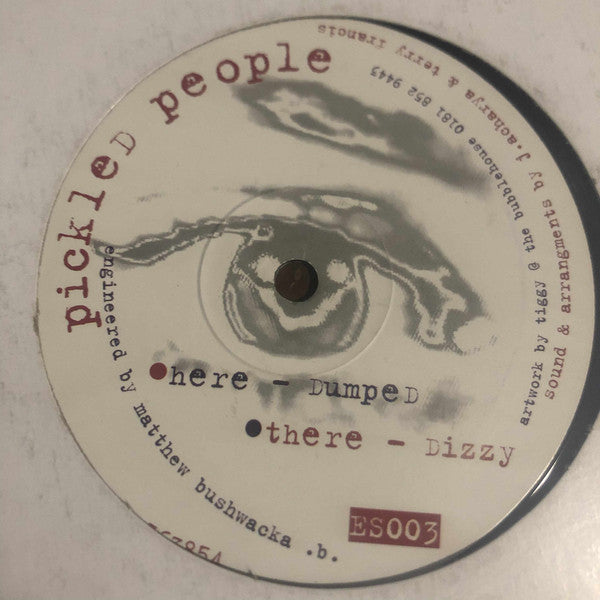 pickleD people
sound & arrangments by J.acharya & terry francis
artwork by tiggy @ the bubblehouse 0181 852 9443
here - DumpeD
there - Dizzy
engineered by matthew bushwacka .b.
ES003